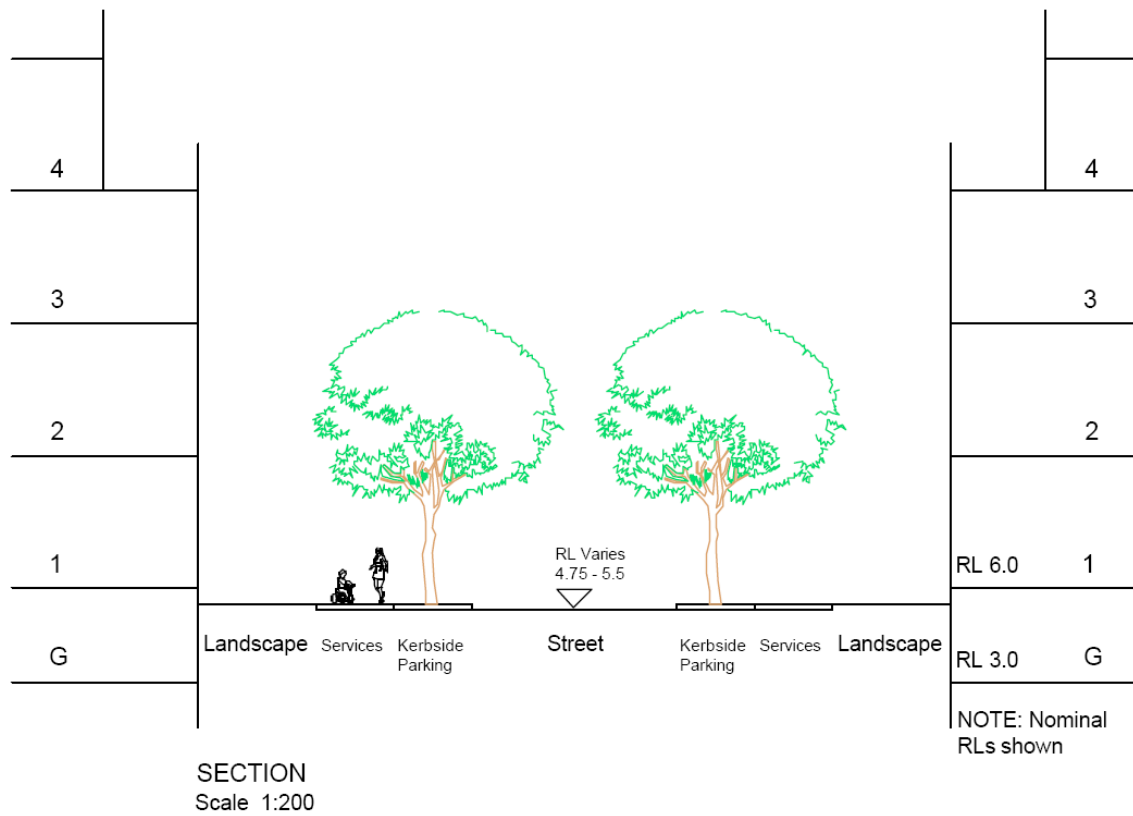 4
4
3
3
2
2
RL Varies
4.75 - 5.5
1
RL 6.0
1
Landscape
Services
Kerbside
Parking
Street
Kerbside
Parking
Services
Landscape
G
RL 3.0
G
NOTE: Nominal
RLs shown
SECTION
Scale 1:200